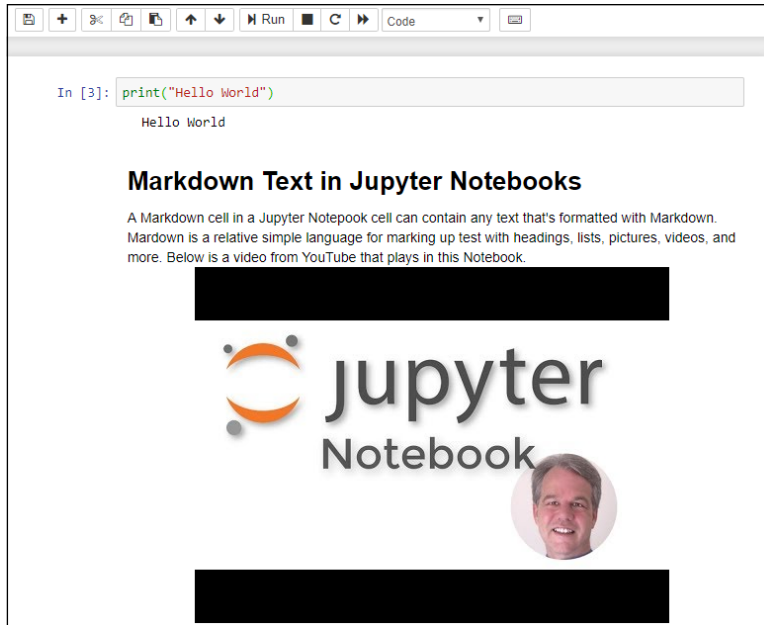 Run
Code
In [3]: print("Hello World")
Hello World
Markdown Text in Jupyter Notebooks
A Markdown cell in a Jupyter Notepook cell can contain any text that's formatted with Markdown.
Mardown is a relative simple language for marking up test with headings, lists, pictures, videos, and
more. Below is a video from YouTube that plays in this Notebook.
jupyter
Notebook